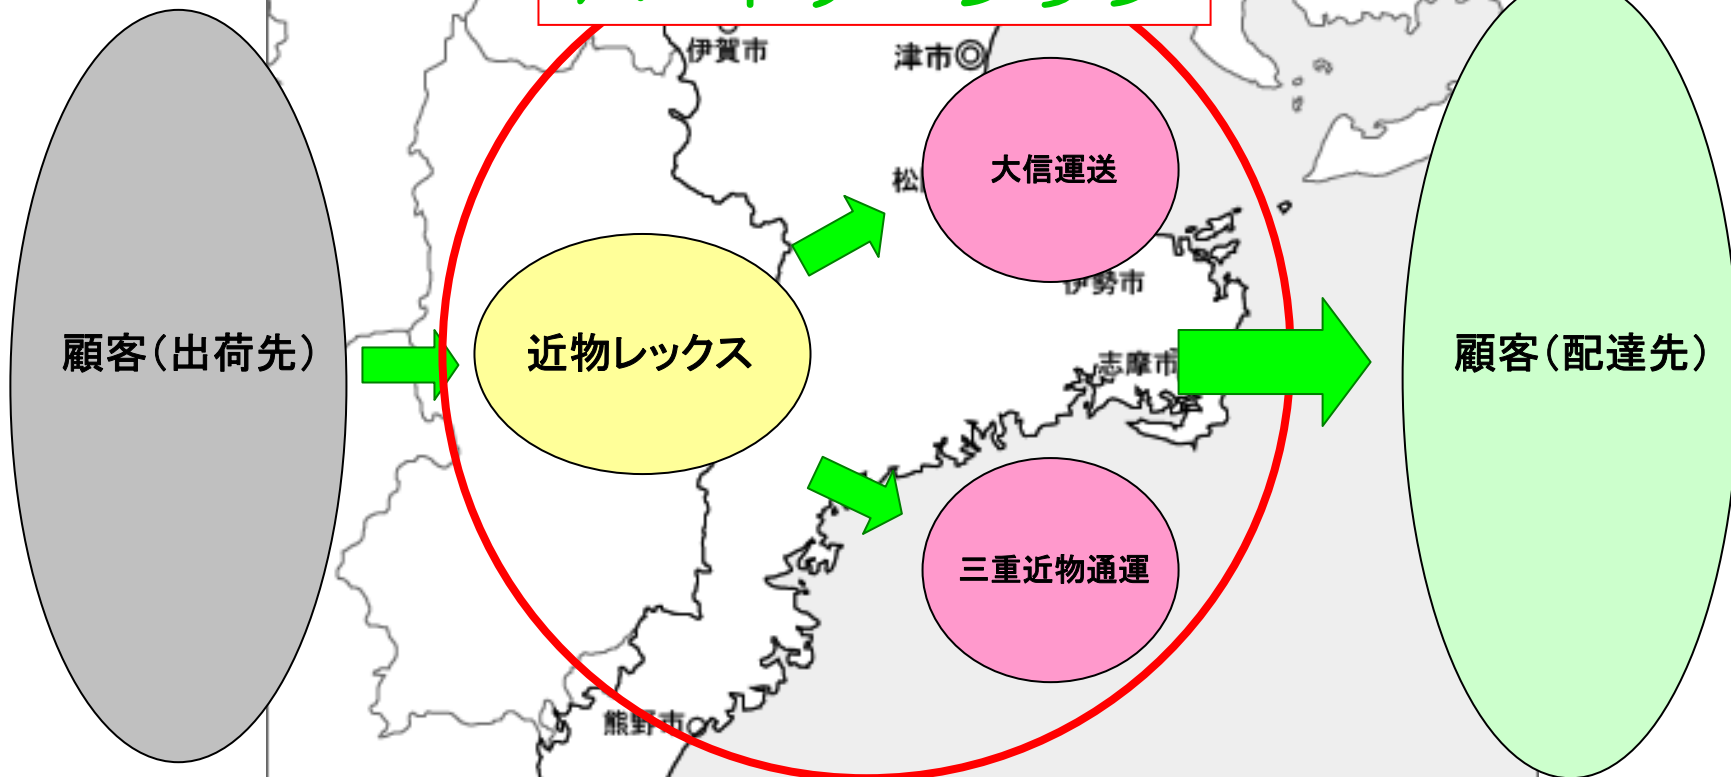 伊賀市
津市
大信運送
伊勢市
顧客（出荷先）
近物レックス
志摩市
顧客（配達先）
三重近物通運
熊野市